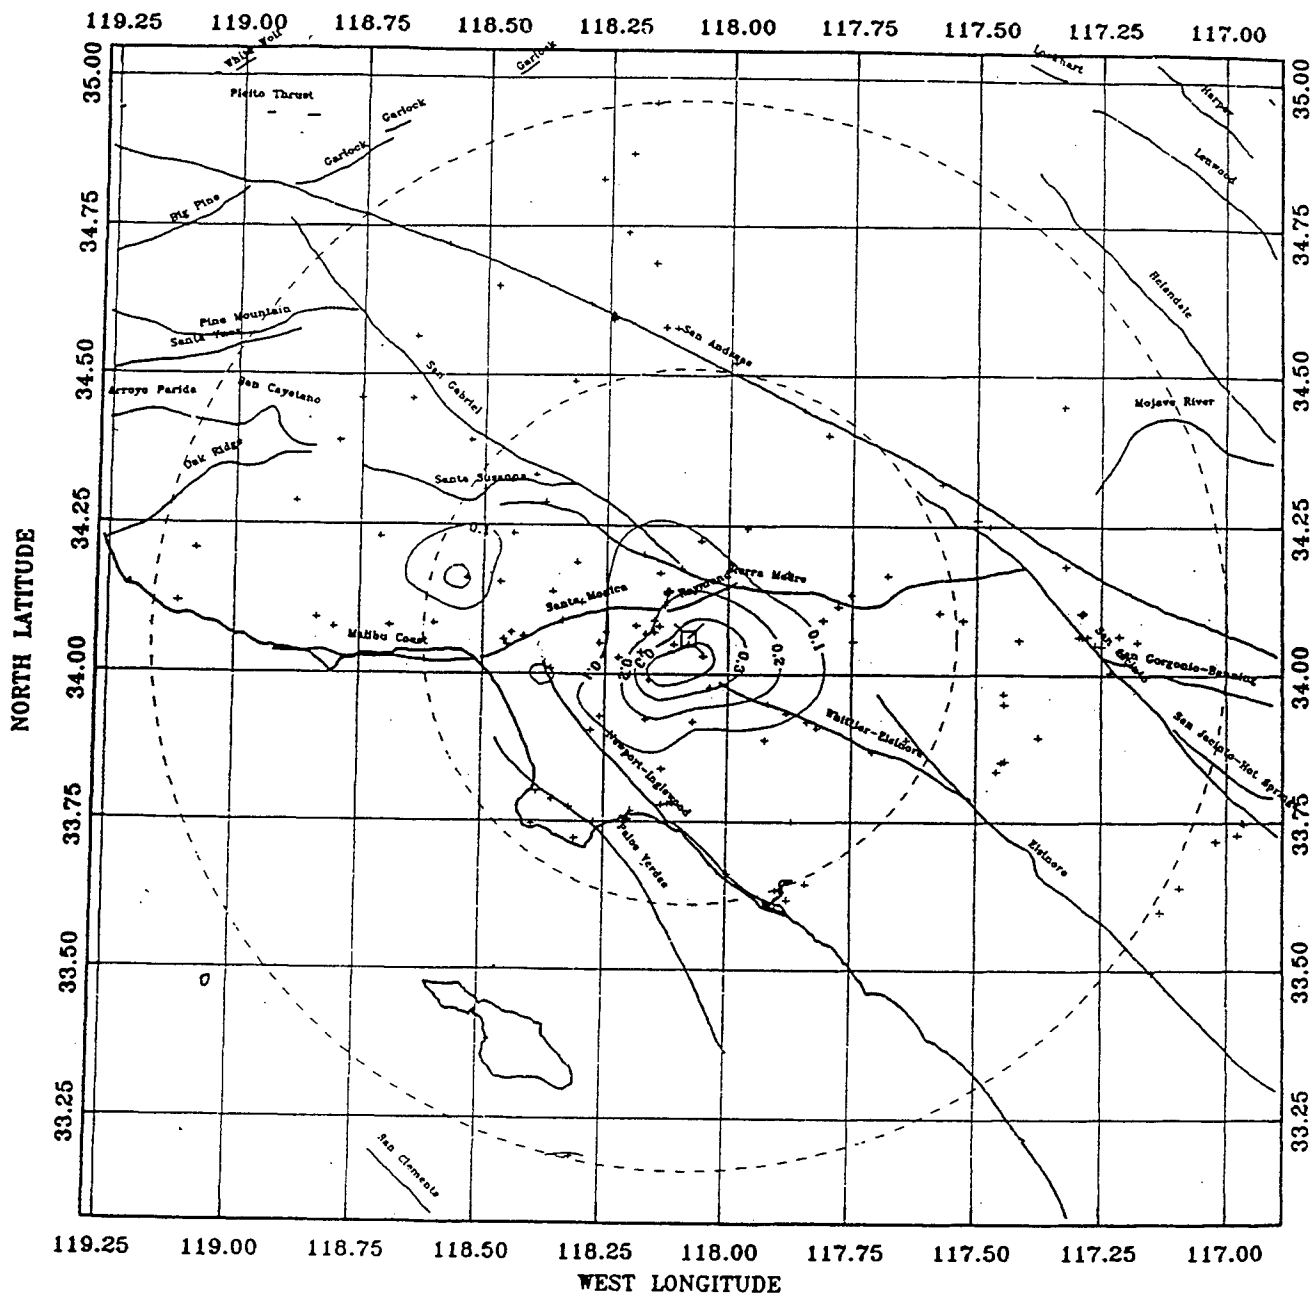 119.25 119.00 118.75 118.50 118.25 118.00 117.75 117.50 117.25 117.00
White Wolf
Garlock
Lockhart
35.00
35.00
Pleito Thrust
Harper
Garlock
Garlock
Lenwood
Big Pine
34.75
34.75
Helendale
Pine Mountain
Santa Ynez
San Andreas
34.50
34.50
Arroyo Parida
San Cayetano
San Gabriel
Mojave River
Oak Ridge
Santa Susanna
34.25
34.25
0.1
Raymond
Sierra Madre
Santa Monica
Malibu Coast
0.1
0.1
0.2
0.3
0.3
0.2
San Jacinto
San Gorgonio-Banning
34.00
34.00
NORTH LATITUDE
Whittier-Elsinore
San Jacinto-Hot Springs
Newport-Inglewood
33.75
33.75
Palos Verdes
Elsinore
33.50
33.50
33.25
33.25
San Clemente
119.25 119.00 118.75 118.50 118.25 118.00 117.75 117.50 117.25 117.00
WEST LONGITUDE